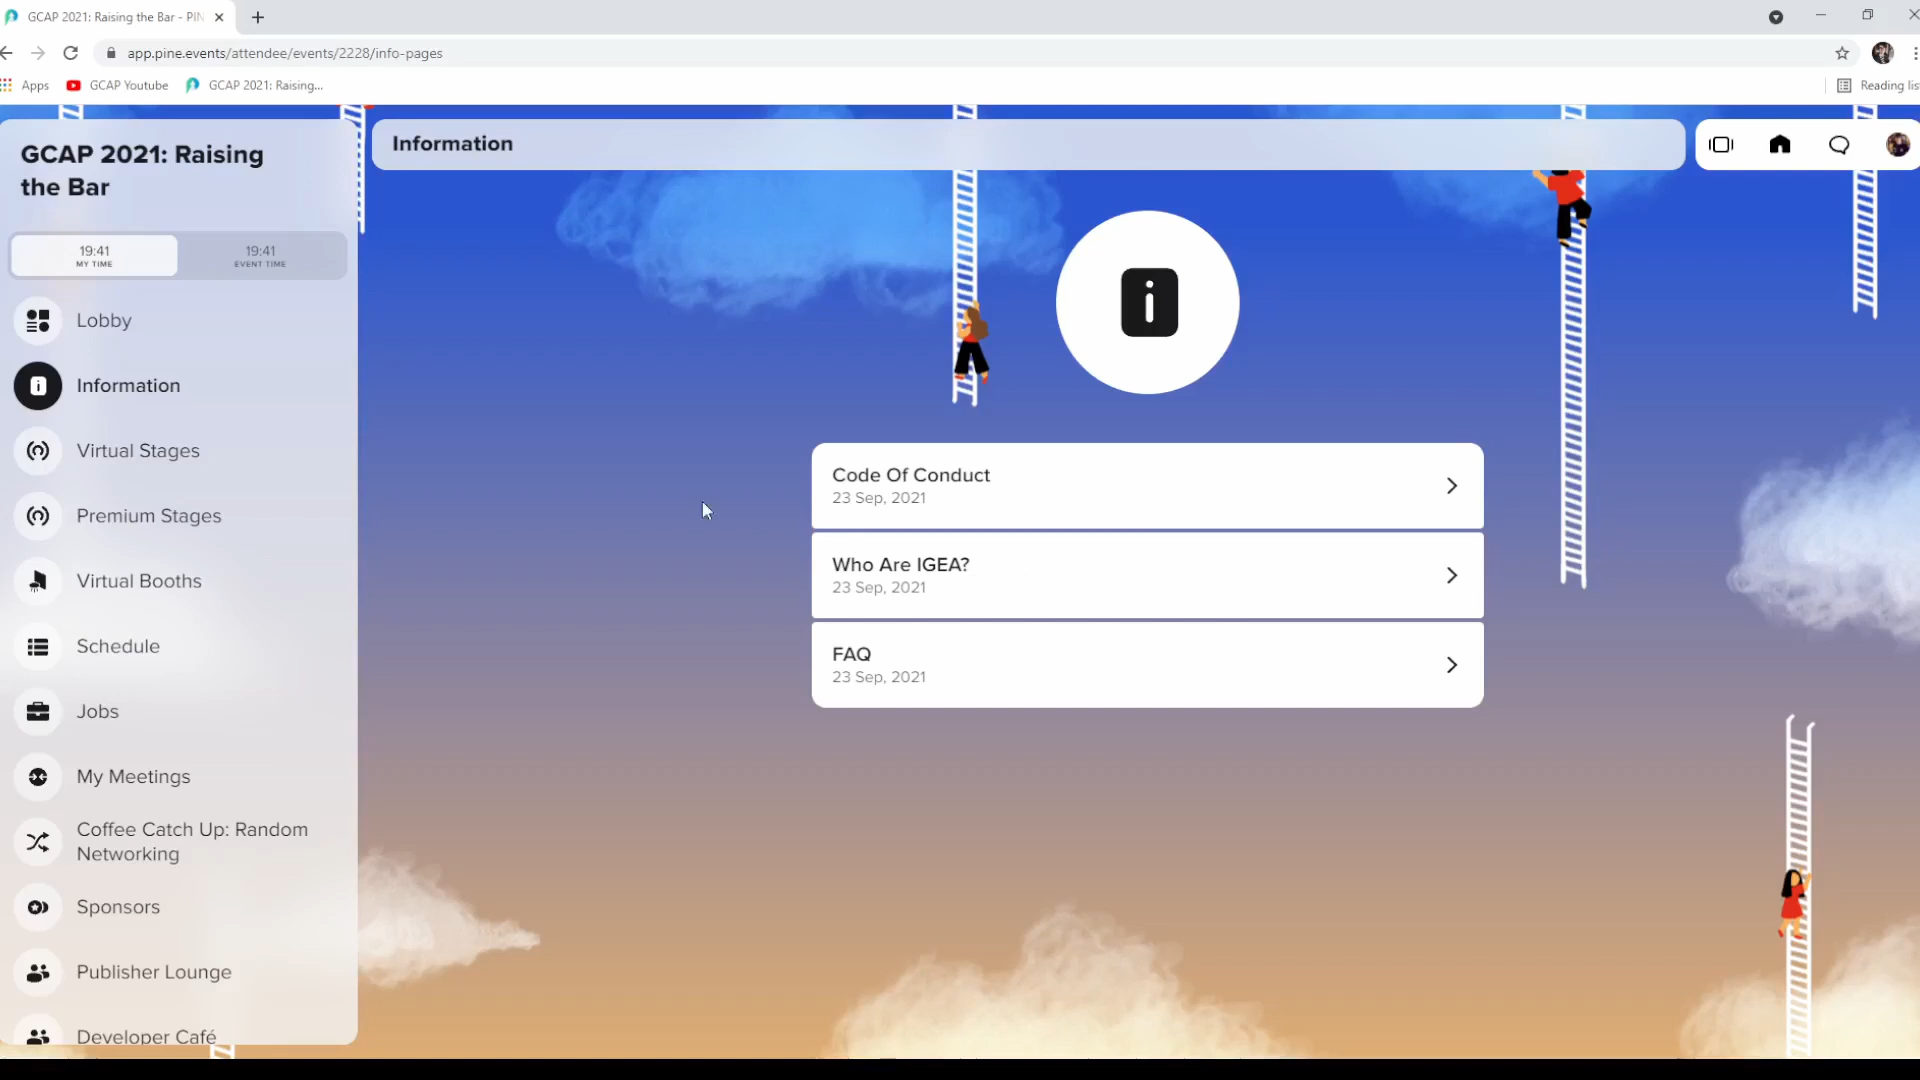 GCAP 2021: Raising the Bar - PIN
app.pine.events/attendee/events/2228/info-pages
Apps
GCAP Youtube
GCAP 2021: Raising...
Reading lis
GCAP 2021: Raising
the Bar
Information
19:41
MY TIME
19:41
EVENT TIME
Lobby
Information
Virtual Stages
Premium Stages
Virtual Booths
Schedule
Jobs
My Meetings
Coffee Catch Up: Random
Networking
Sponsors
Publisher Lounge
Developer Café
Code Of Conduct
23 Sep, 2021
Who Are IGEA?
23 Sep, 2021
FAQ
23 Sep, 2021